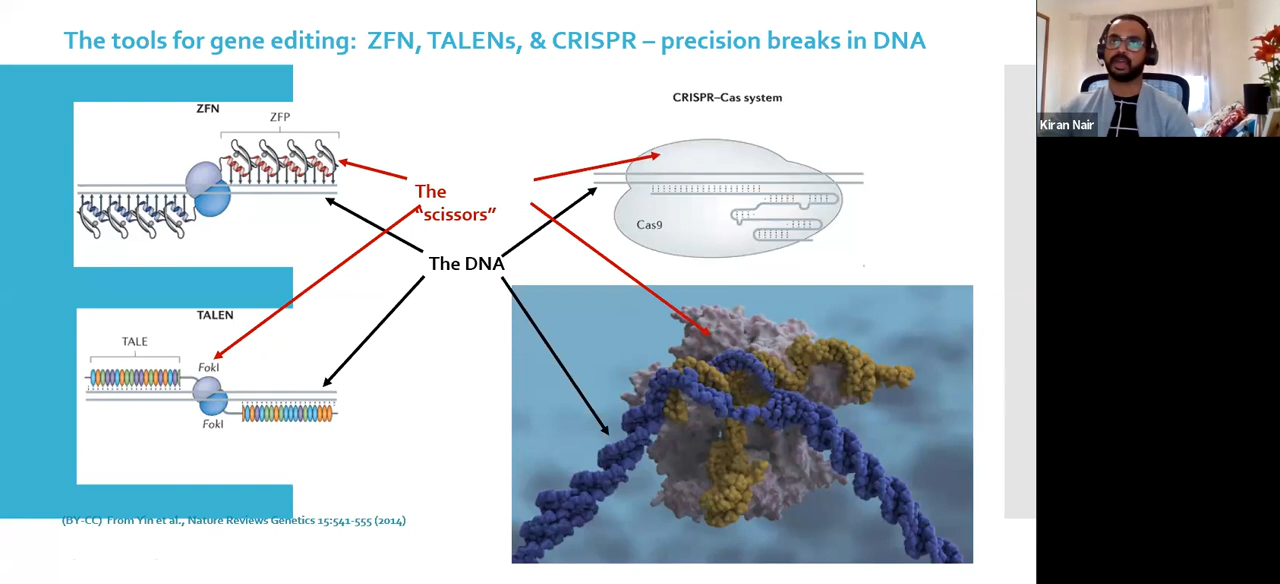 The tools for gene editing: ZFN, TALENs, & CRISPR – precision breaks in DNA
ZFN
ZFP
CRISPR–Cas system
Kiran Nair
The
“scissors”
Cas9
The DNA
TALEN
TALE
FokI
FokI
(BY-CC) From Yin et al., Nature Reviews Genetics 15:541-555 (2014)